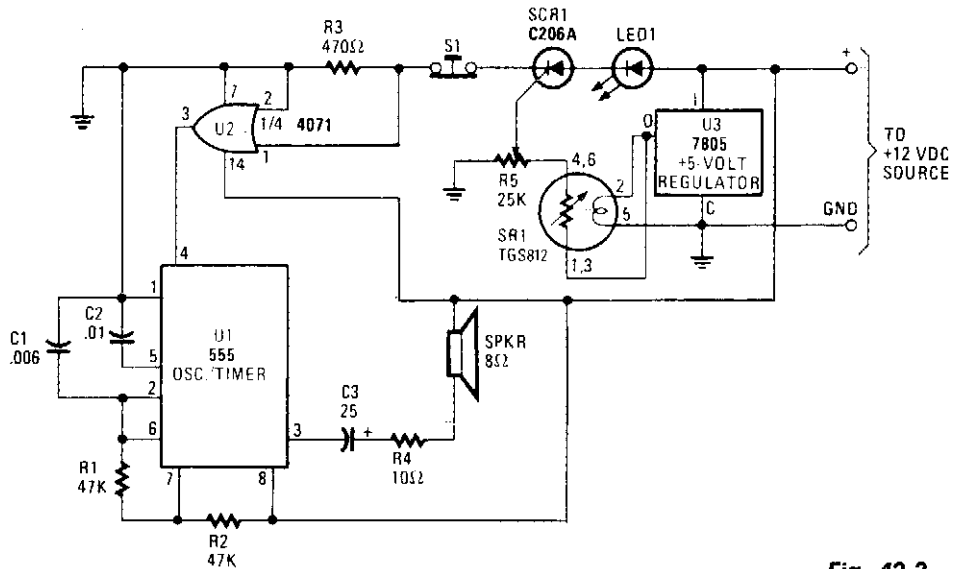 SCR1
C206A
LED1
R3
470Ω
S1
+
7
2
3
U2
1/4 4071
1
14
I
O
U3
7805
+5-VOLT
REGULATOR
C
TO
+12 VDC
SOURCE
GND
R5
25K
4,6
2
5
SR1
TGS812
1,3
4
1
C1
.006
C2
.01
5
2
6
U1
555
OSC./TIMER
3
7
8
C3
25
+
R4
10Ω
SPKR
8Ω
R1
47K
R2
47K
Fig. 42-2